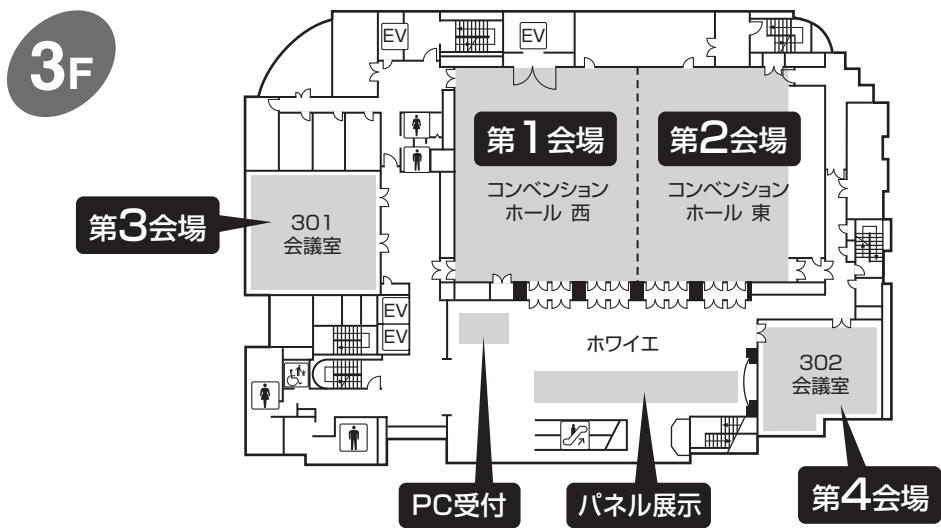 3F
EV
EV
第1会場
コンベンション
ホール 西
第2会場
コンベンション
ホール 東
第3会場
301
会議室
EV
EV
ホワイエ
302
会議室
PC受付
パネル展示
第4会場